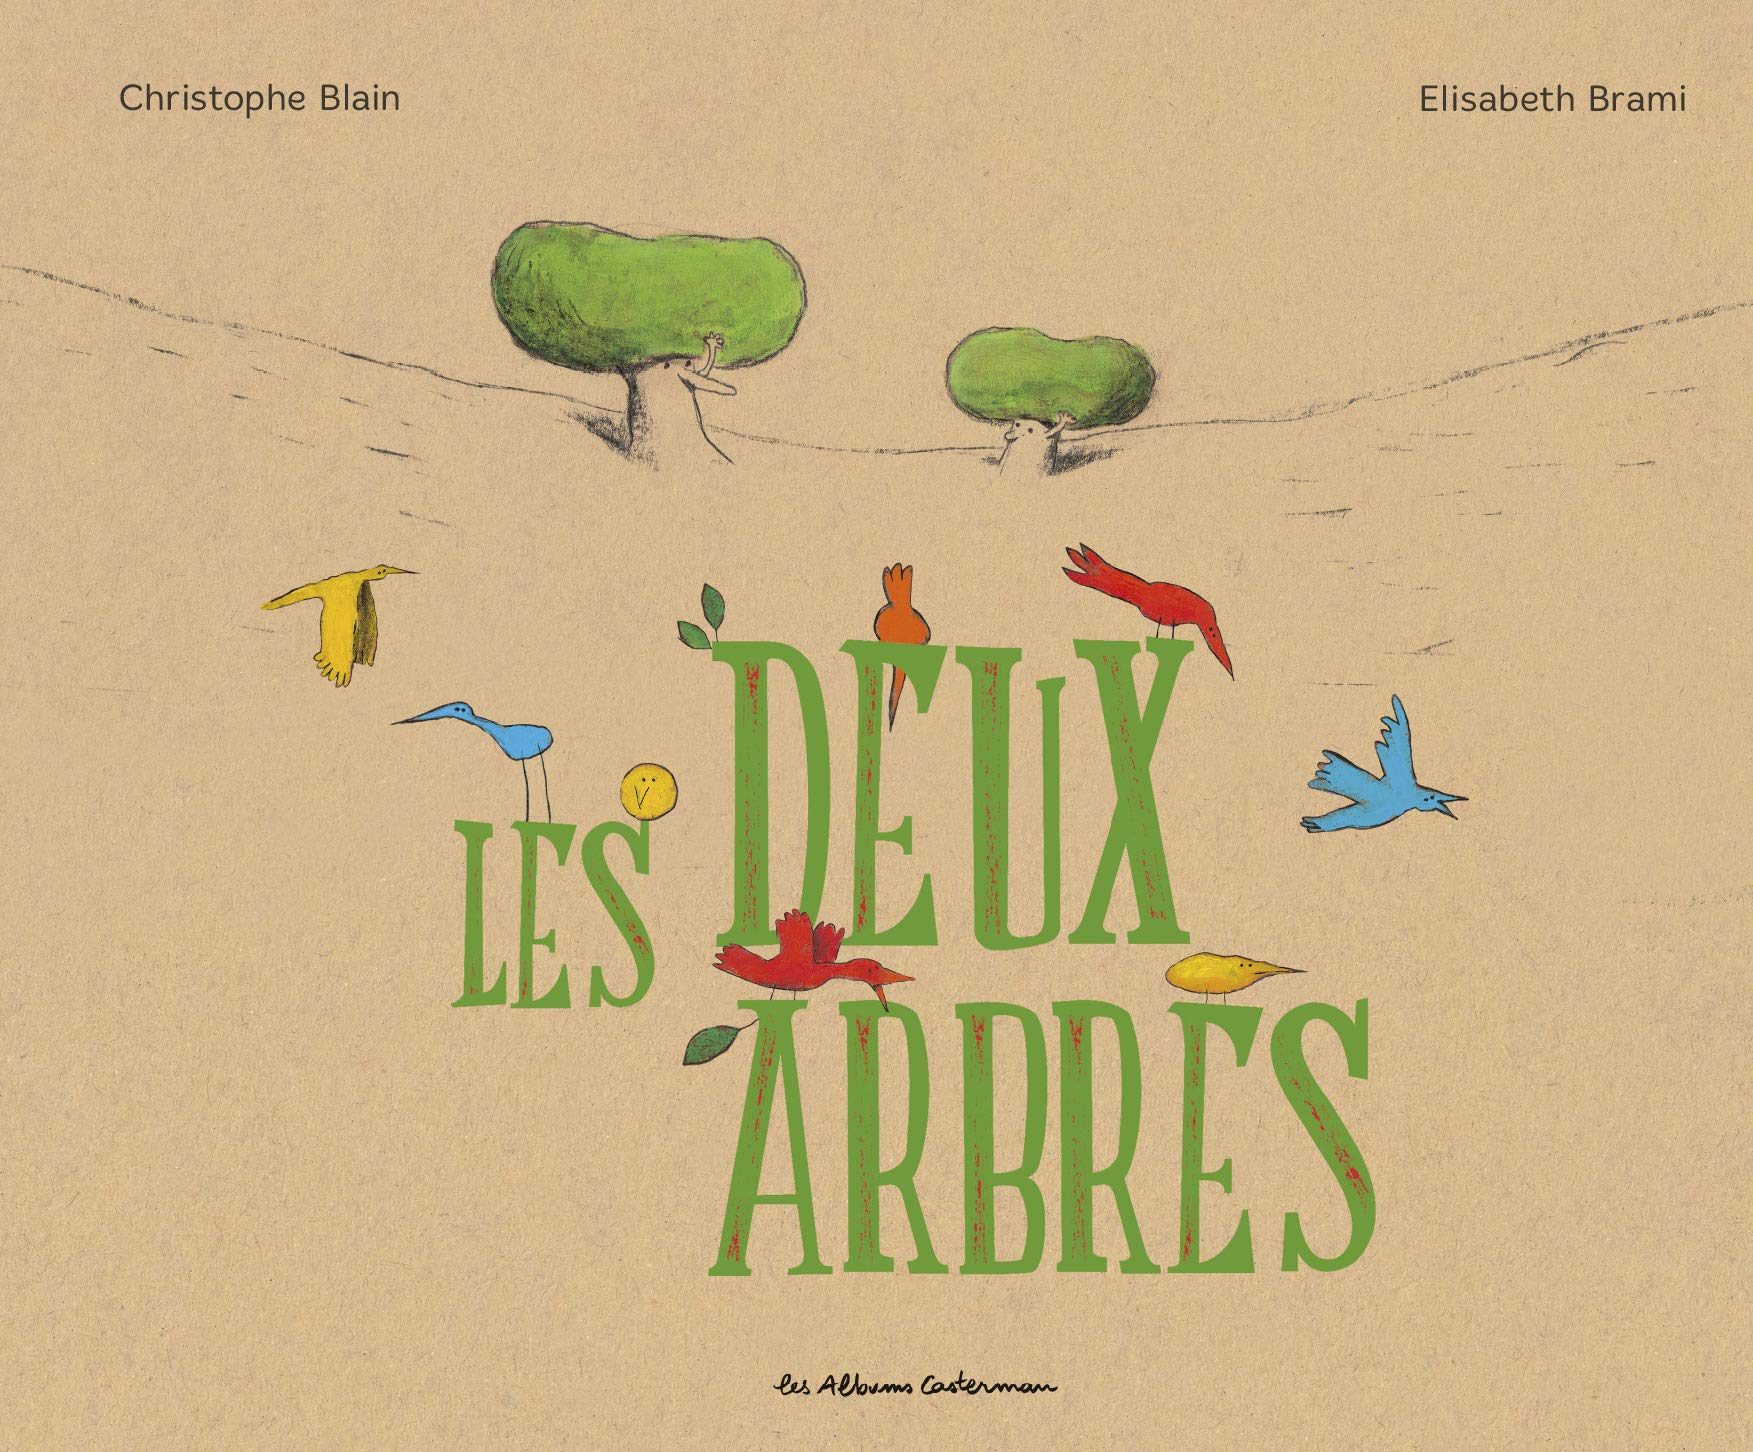 Christophe Blain
Elisabeth Brami
LES DEUX
ARBRES
les Albums Casterman